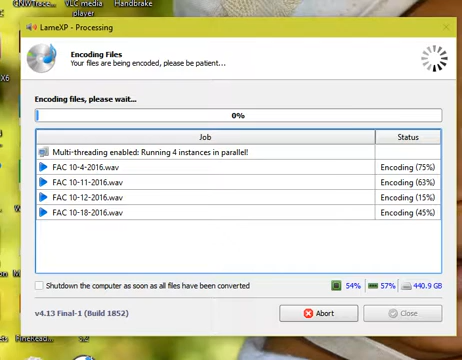 VLC media
Handbrake
player
LameXP - Processing
Encoding Files
Your files are being encoded, please be patient...
Encoding files, please wait...
0%
Job Status
Multi-threading enabled: Running 4 instances in parallel!
FAC 10-4-2016.wav Encoding (75%)
FAC 10-11-2016.wav Encoding (63%)
FAC 10-12-2016.wav Encoding (15%)
FAC 10-18-2016.wav Encoding (45%)
Shutdown the computer as soon as all files have been converted 54% 57% 440.9 GB
v4.13 Final-1 (Build 1852) Abort Close